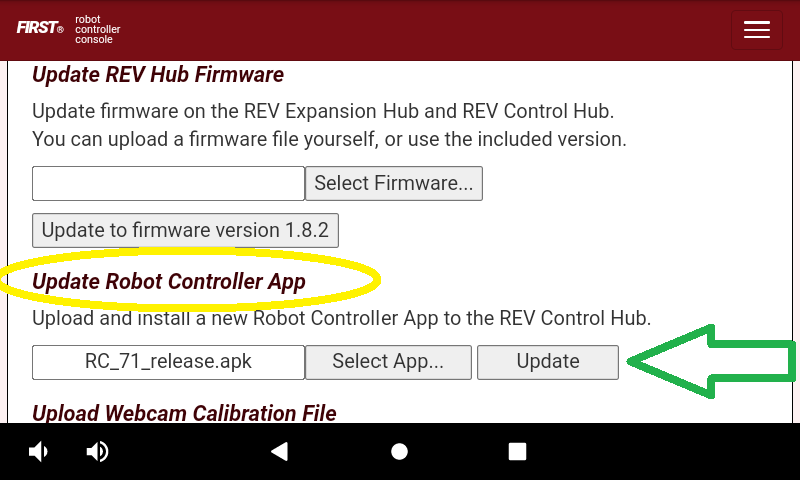 FIRST®
robot
controller
console
Update REV Hub Firmware
Update firmware on the REV Expansion Hub and REV Control Hub.
You can upload a firmware file yourself, or use the included version.
Select Firmware...
Update to firmware version 1.8.2
Update Robot Controller App
Upload and install a new Robot Controller App to the REV Control Hub.
RC_71_release.apk Select App... Update
Upload Webcam Calibration File